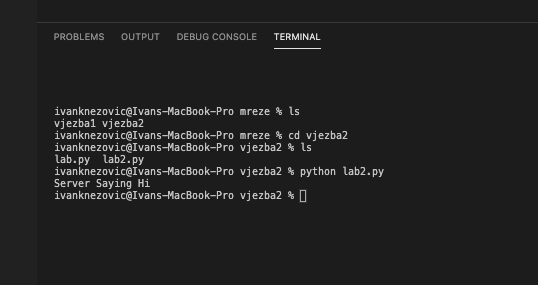 PROBLEMS OUTPUT DEBUG CONSOLE TERMINAL
ivanknezovic@Ivans-MacBook-Pro mreze % ls
vjezba1 vjezba2
ivanknezovic@Ivans-MacBook-Pro mreze % cd vjezba2
ivanknezovic@Ivans-MacBook-Pro vjezba2 % ls
lab.py  lab2.py
ivanknezovic@Ivans-MacBook-Pro vjezba2 % python lab2.py
Server Saying Hi
ivanknezovic@Ivans-MacBook-Pro vjezba2 %